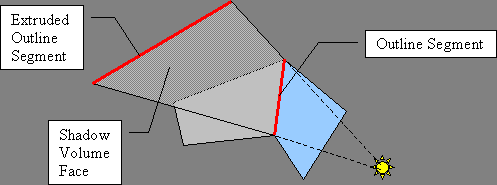 Extruded
Outline
Segment
Outline Segment
Shadow
Volume
Face